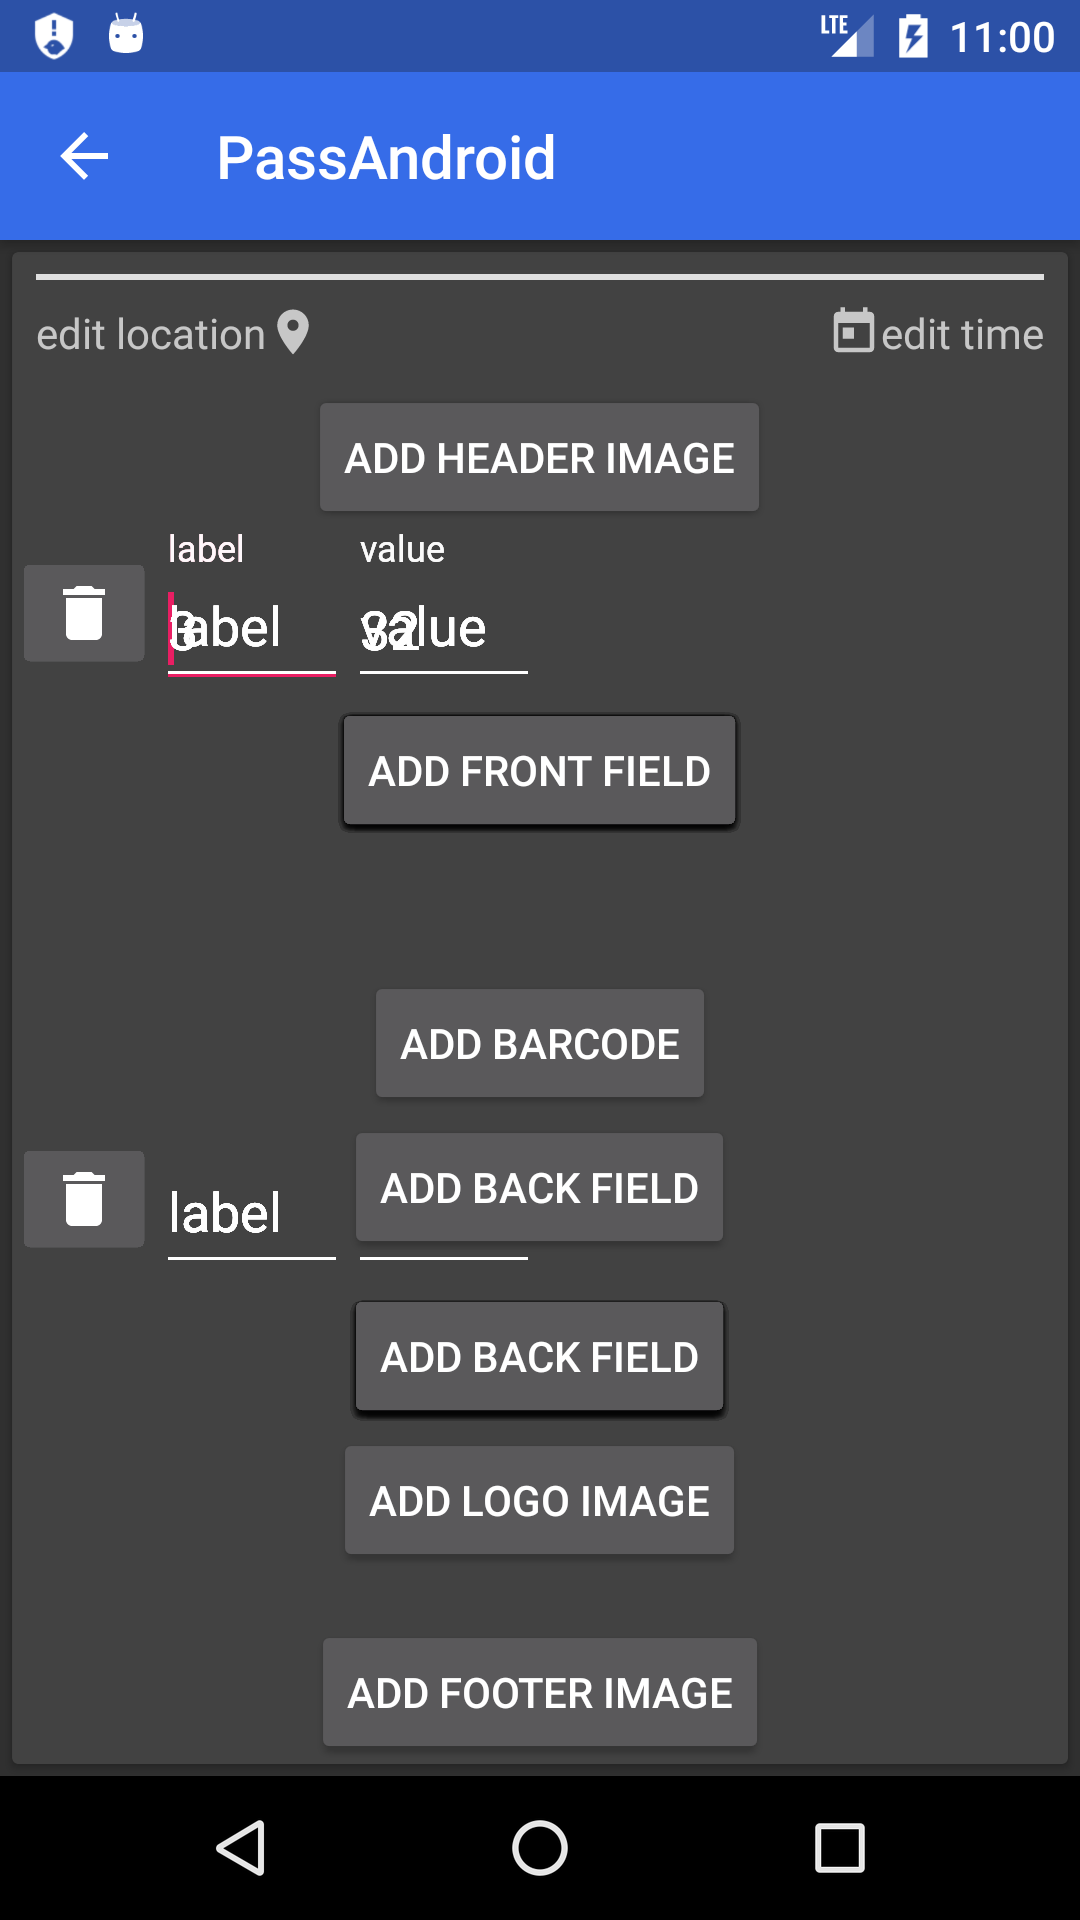 LTE 11:00
PassAndroid
edit location edit time
ADD HEADER IMAGE
label value
label value
ADD FRONT FIELD
ADD BARCODE
ADD BACK FIELD
label
ADD BACK FIELD
ADD LOGO IMAGE
ADD FOOTER IMAGE